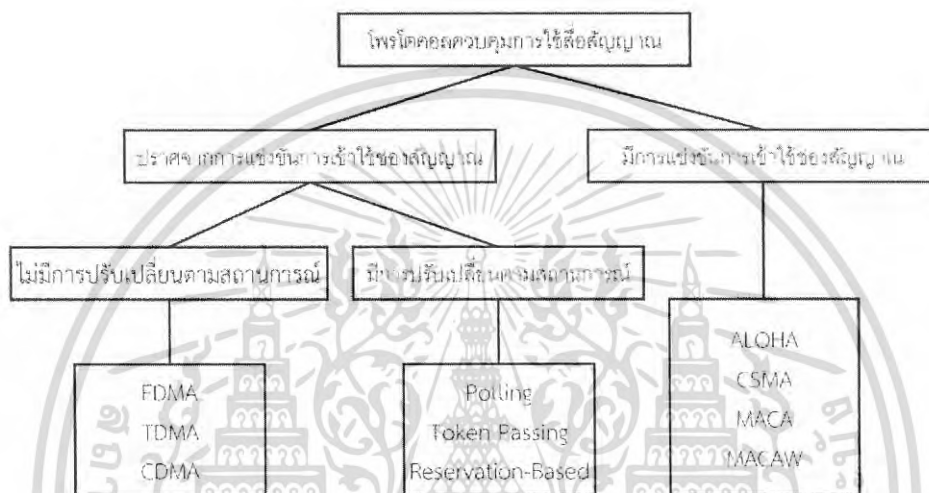 โพรโตคอลควบคุมการใช้สื่อสัญญาณ
ปราศจากการแข่งขันการเข้าใช้ช่องสัญญาณ
มีการแข่งขันการเข้าใช้ช่องสัญญาณ
ไม่มีการปรับเปลี่ยนตามสถานการณ์
มีการปรับเปลี่ยนตามสถานการณ์
FDMA
TDMA
CDMA
Polling
Token Passing
Reservation-Based
ALOHA
CSMA
MACA
MACAW